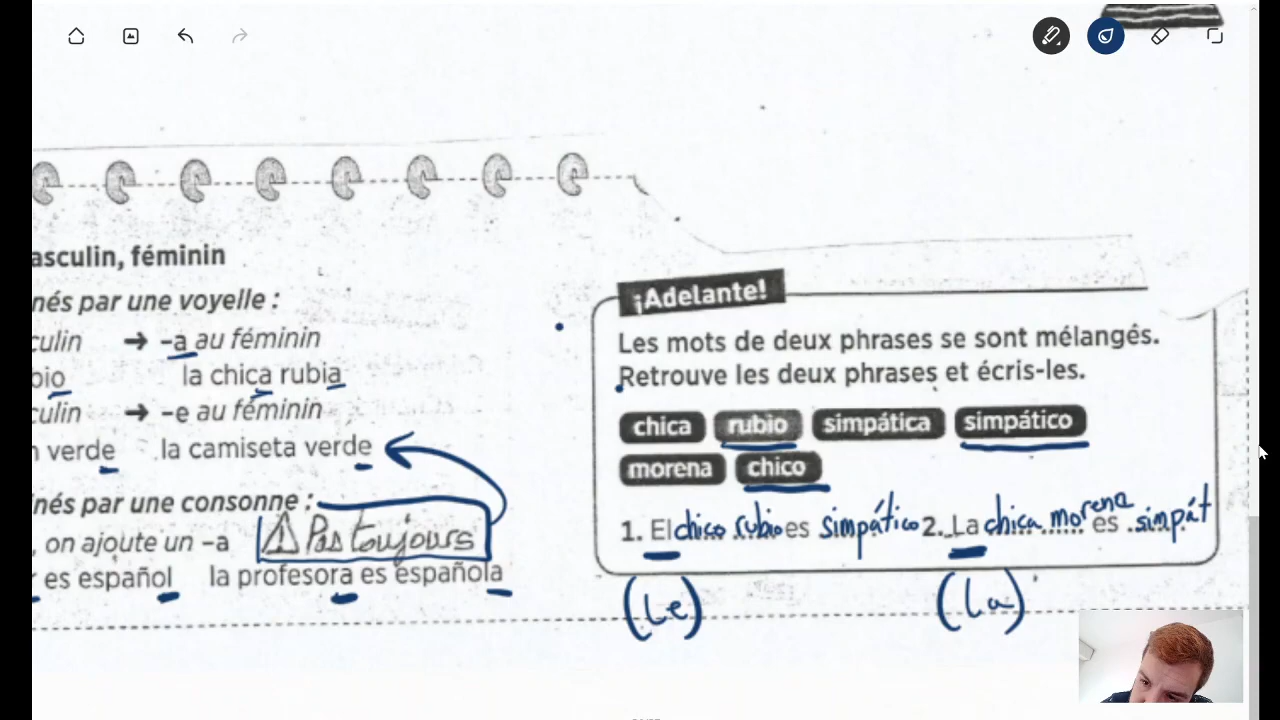 asculin, féminin
nés par une voyelle :
culin → -a au féminin
bio la chica rubia
culin → -e au féminin
verde la camiseta verde
nés par une consonne :
, on ajoute un -a ⚠ Pas toujours
es español la profesora es española
¡Adelante!
Les mots de deux phrases se sont mélangés.
Retrouve les deux phrases et écris-les.
chica rubio simpática simpático
morena chico
1. El chico rubio es simpático 2. La chica morena es simpát
(Le) (La)